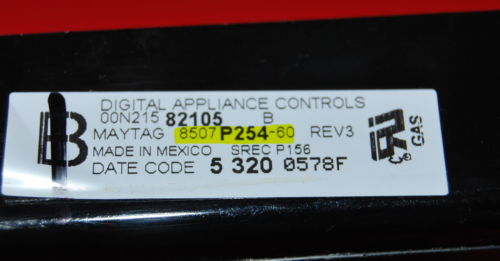 B
DIGITAL APPLIANCE CONTROLS
00N215 82105 B
MAYTAG 8507P254-60 REV3
MADE IN MEXICO SREC P156
DATE CODE 5 320 0578F
GAS